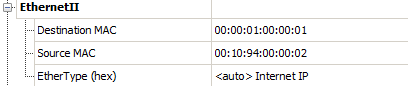 EthernetII
Destination MAC 00:00:01:00:00:01
Source MAC 00:10:94:00:00:02
EtherType (hex) <auto> Internet IP